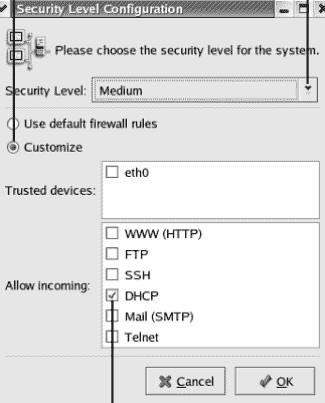 Security Level Configuration
Please choose the security level for the system.
Security Level: Medium
Use default firewall rules
Customize
Trusted devices:
eth0
Allow incoming:
WWW (HTTP)
FTP
SSH
DHCP
Mail (SMTP)
Telnet
Cancel
OK